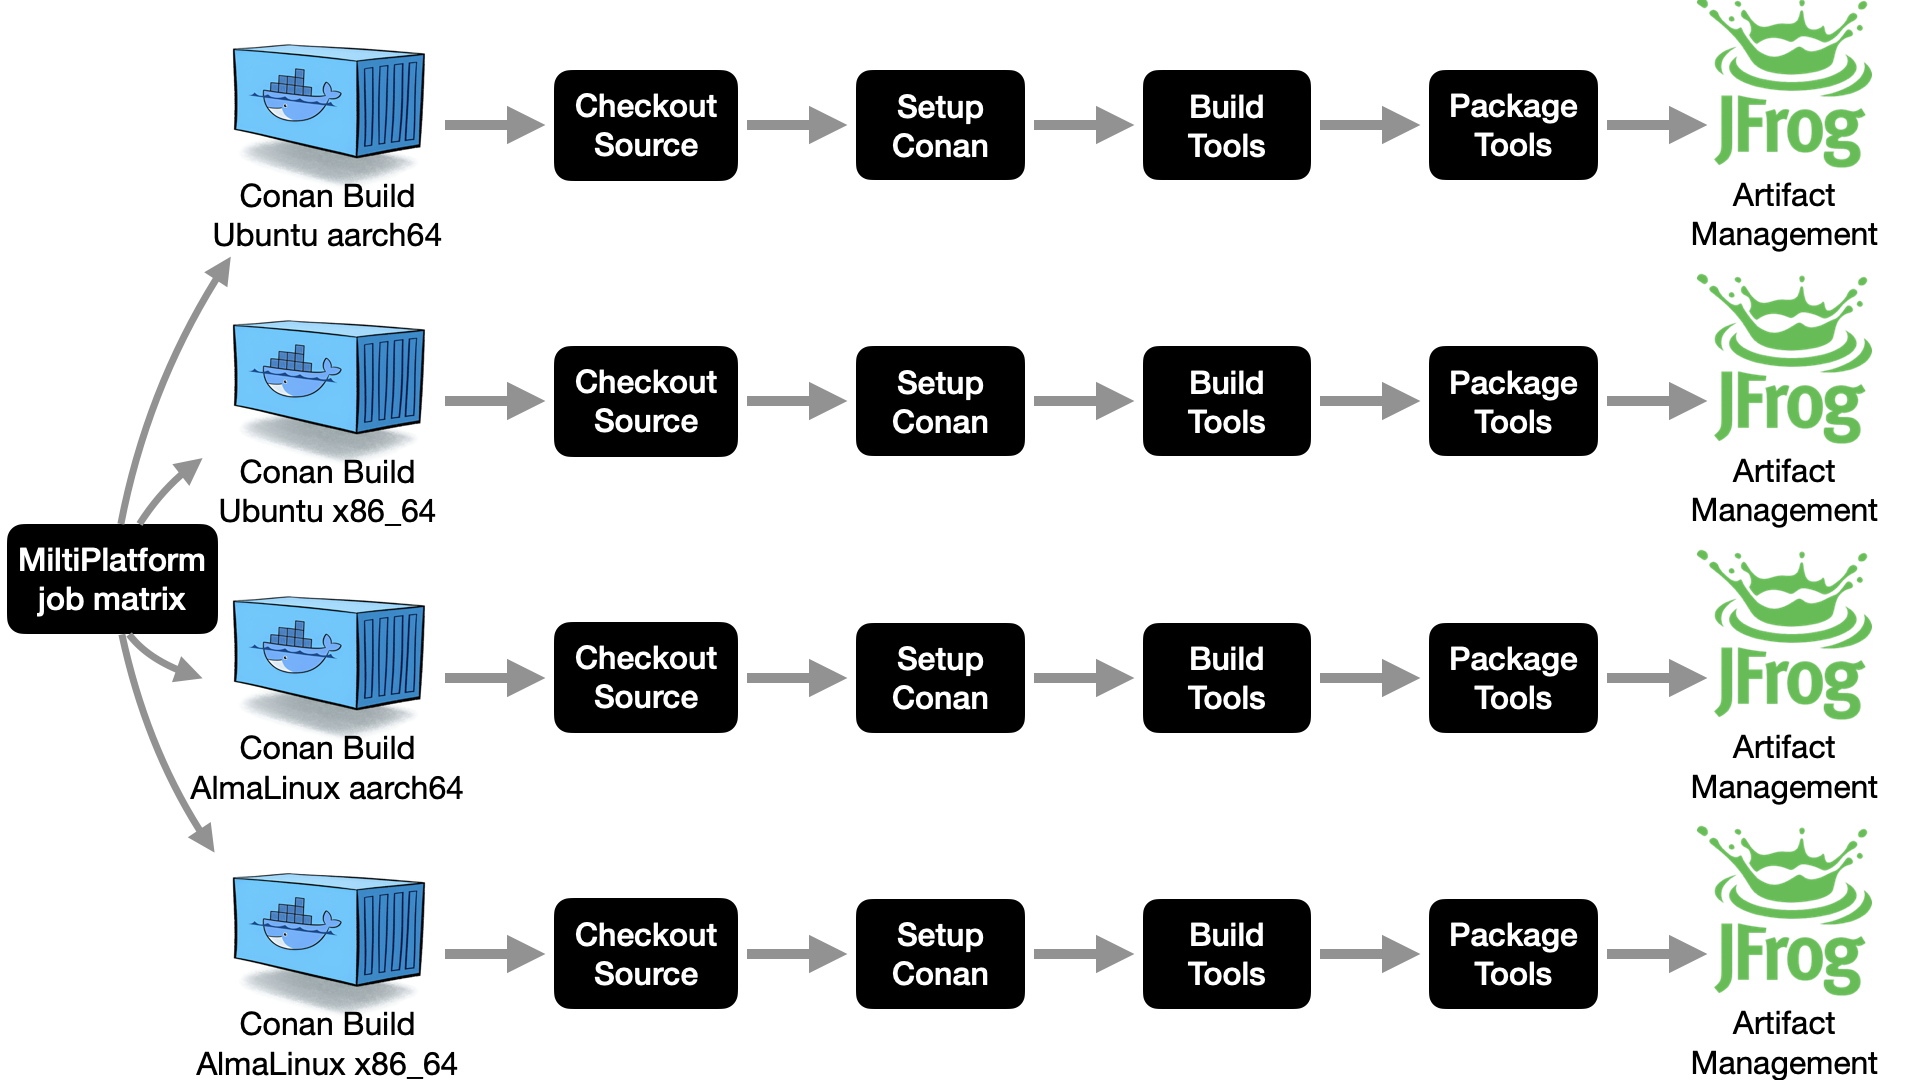 Conan Build
Ubuntu aarch64
Checkout
Source
Setup
Conan
Build
Tools
Package
Tools
JFrog
Artifact
Management
Conan Build
Ubuntu x86_64
Checkout
Source
Setup
Conan
Build
Tools
Package
Tools
JFrog
Artifact
Management
MiltiPlatform
job matrix
Conan Build
AlmaLinux aarch64
Checkout
Source
Setup
Conan
Build
Tools
Package
Tools
JFrog
Artifact
Management
Conan Build
AlmaLinux x86_64
Checkout
Source
Setup
Conan
Build
Tools
Package
Tools
JFrog
Artifact
Management